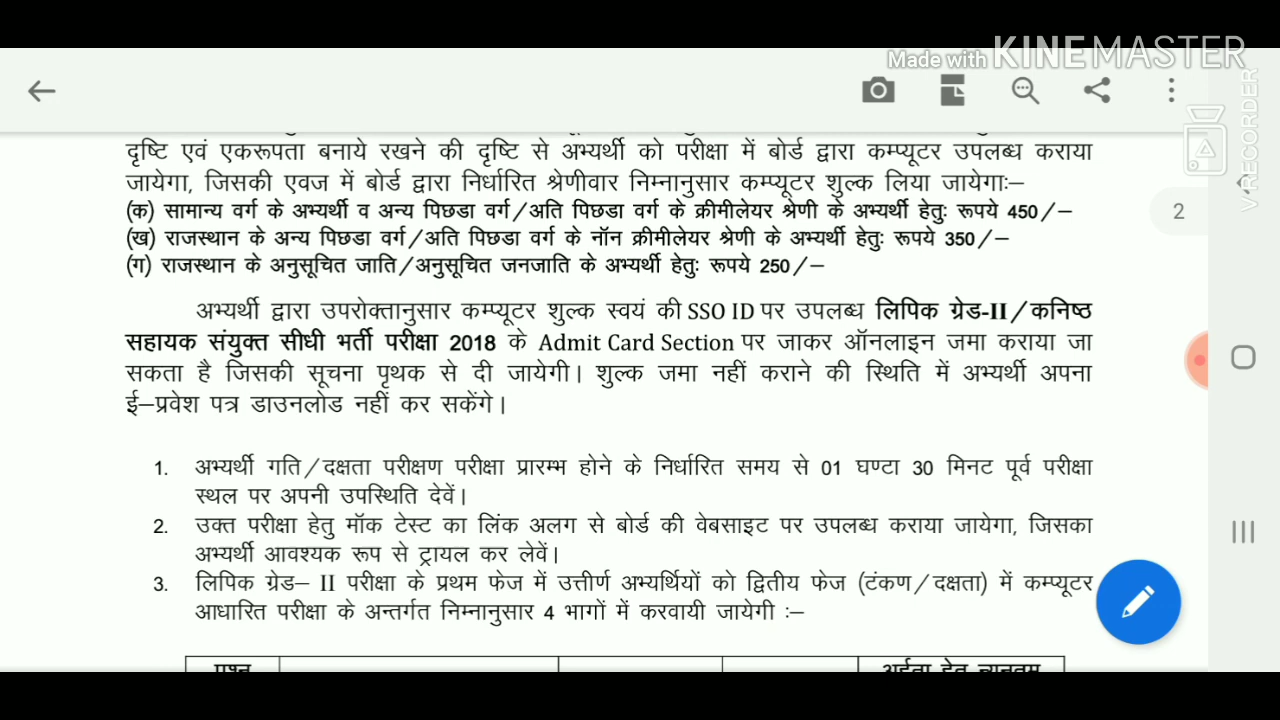 Made with KINEMASTER
VRECORDER
दृष्टि एवं एकरूपता बनाये रखने की दृष्टि से अभ्यर्थी को परीक्षा में बोर्ड द्वारा कम्प्यूटर उपलब्ध कराया
जायेगा, जिसकी एवज में बोर्ड द्वारा निर्धारित श्रेणीवार निम्नानुसार कम्प्यूटर शुल्क लिया जायेगाः–
(क) सामान्य वर्ग के अभ्यर्थी व अन्य पिछडा वर्ग/अति पिछडा वर्ग के क्रीमीलेयर श्रेणी के अभ्यर्थी हेतुः रूपये 450/–
2
(ख) राजस्थान के अन्य पिछडा वर्ग/अति पिछडा वर्ग के नॉन क्रीमीलेयर श्रेणी के अभ्यर्थी हेतुः रूपये 350/–
(ग) राजस्थान के अनुसूचित जाति/अनुसूचित जनजाति के अभ्यर्थी हेतुः रूपये 250/–
अभ्यर्थी द्वारा उपरोक्तानुसार कम्प्यूटर शुल्क स्वयं की SSO ID पर उपलब्ध लिपिक ग्रेड-II/कनिष्ठ
सहायक संयुक्त सीधी भर्ती परीक्षा 2018 के Admit Card Section पर जाकर ऑनलाइन जमा कराया जा
सकता है जिसकी सूचना पृथक से दी जायेगी। शुल्क जमा नहीं कराने की स्थिति में अभ्यर्थी अपना
ई–प्रवेश पत्र डाउनलोड नहीं कर सकेंगे।
1. अभ्यर्थी गति/दक्षता परीक्षण परीक्षा प्रारम्भ होने के निर्धारित समय से 01 घण्टा 30 मिनट पूर्व परीक्षा
स्थल पर अपनी उपस्थिति देवें।
2. उक्त परीक्षा हेतु मॉक टेस्ट का लिंक अलग से बोर्ड की वेबसाइट पर उपलब्ध कराया जायेगा, जिसका
अभ्यर्थी आवश्यक रूप से ट्रायल कर लेवें।
3. लिपिक ग्रेड– II परीक्षा के प्रथम फेज में उत्तीर्ण अभ्यर्थियों को द्वितीय फेज (टंकण/दक्षता) में कम्प्यूटर
आधारित परीक्षा के अन्तर्गत निम्नानुसार 4 भागों में करवायी जायेगी :–
प्रश्न
अर्हता हेतु न्यूनतम